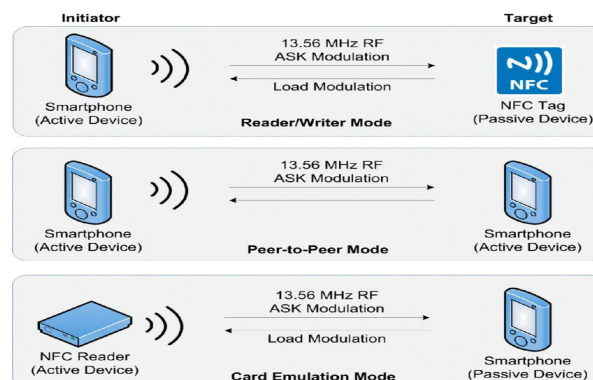 Initiator
Target
13.56 MHz RF
ASK Modulation
Load Modulation
NFC
Smartphone
(Active Device)
NFC Tag
(Passive Device)
Reader/Writer Mode
13.56 MHz RF
ASK Modulation
Smartphone
(Active Device)
Smartphone
(Active Device)
Peer-to-Peer Mode
13.56 MHz RF
ASK Modulation
Load Modulation
NFC Reader
(Active Device)
Smartphone
(Passive Device)
Card Emulation Mode